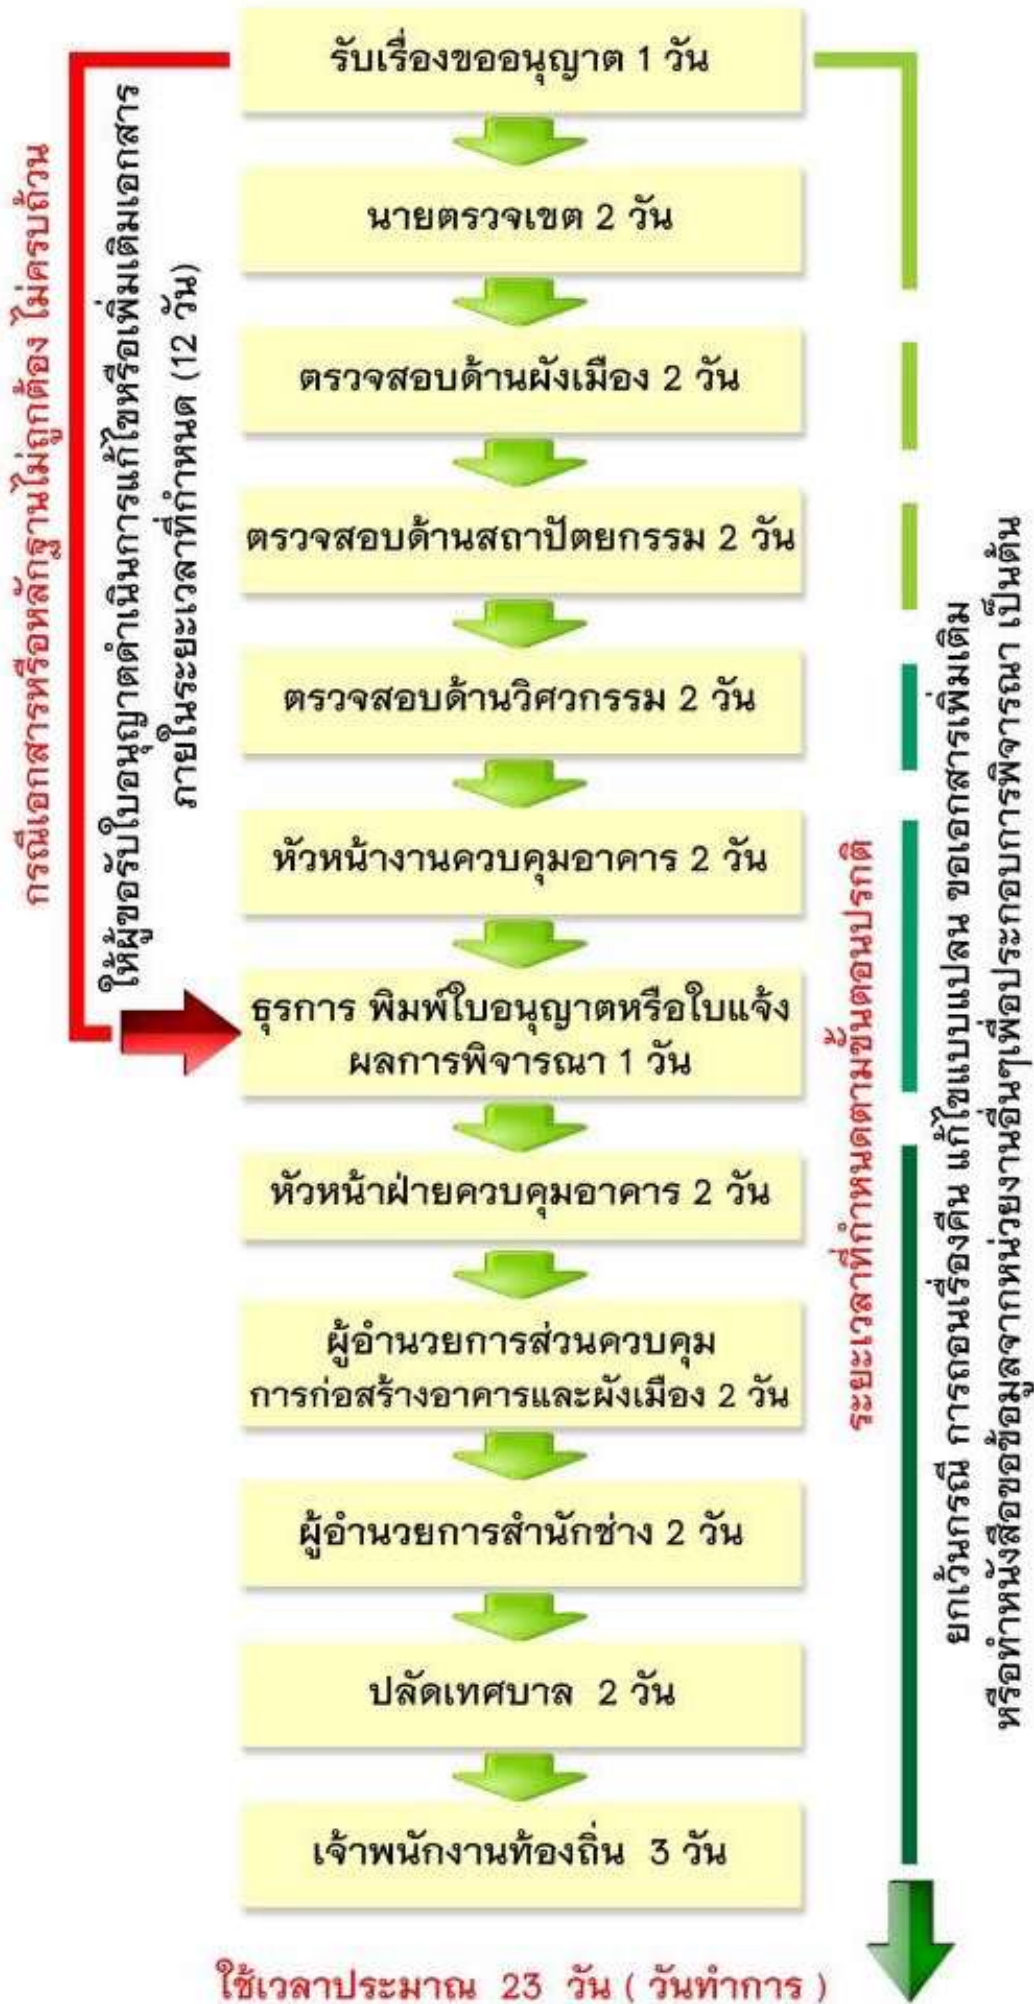 รับเรื่องขออนุญาต 1 วัน
นายตรวจเขต 2 วัน
ตรวจสอบด้านผังเมือง 2 วัน
ตรวจสอบด้านสถาปัตยกรรม 2 วัน
ตรวจสอบด้านวิศวกรรม 2 วัน
หัวหน้างานควบคุมอาคาร 2 วัน
ธุรการ พิมพ์ใบอนุญาตหรือใบแจ้ง
ผลการพิจารณา 1 วัน
หัวหน้าฝ่ายควบคุมอาคาร 2 วัน
ผู้อำนวยการส่วนควบคุม
การก่อสร้างอาคารและผังเมือง 2 วัน
ผู้อำนวยการสำนักช่าง 2 วัน
ปลัดเทศบาล 2 วัน
เจ้าพนักงานท้องถิ่น 3 วัน
ใช้เวลาประมาณ 23 วัน ( วันทำการ )
กรณีเอกสารหรือหลักฐานไม่ถูกต้อง ไม่ครบถ้วน
ให้ผู้ขอรับใบอนุญาตดำเนินการแก้ไขหรือเพิ่มเติมเอกสาร
ภายในระยะเวลาที่กำหนด (12 วัน)
ระยะเวลาที่กำหนดตามขั้นตอนปรกติ
ยกเว้นกรณี การถอนเรื่องคืน แก้ไขแบบแปลน ขอเอกสารเพิ่มเติม
หรือทำหนังสือขอข้อมูลจากหน่วยงานอื่นๆเพื่อประกอบการพิจารณา เป็นต้น